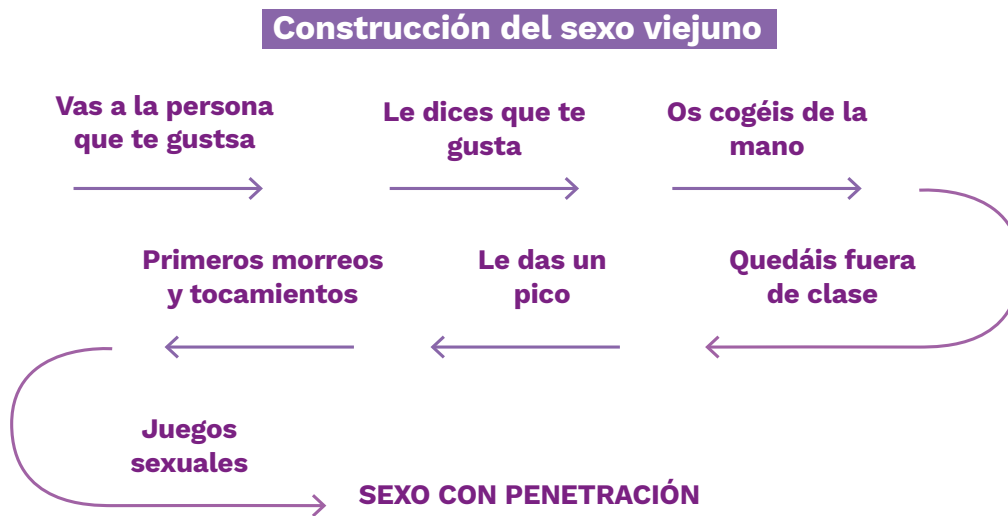 Construcción del sexo viejuno
Vas a la persona
que te gustsa
Le dices que te
gusta
Os cogéis de la
mano
Quedáis fuera
de clase
Le das un
pico
Primeros morreos
y tocamientos
Juegos
sexuales
SEXO CON PENETRACIÓN